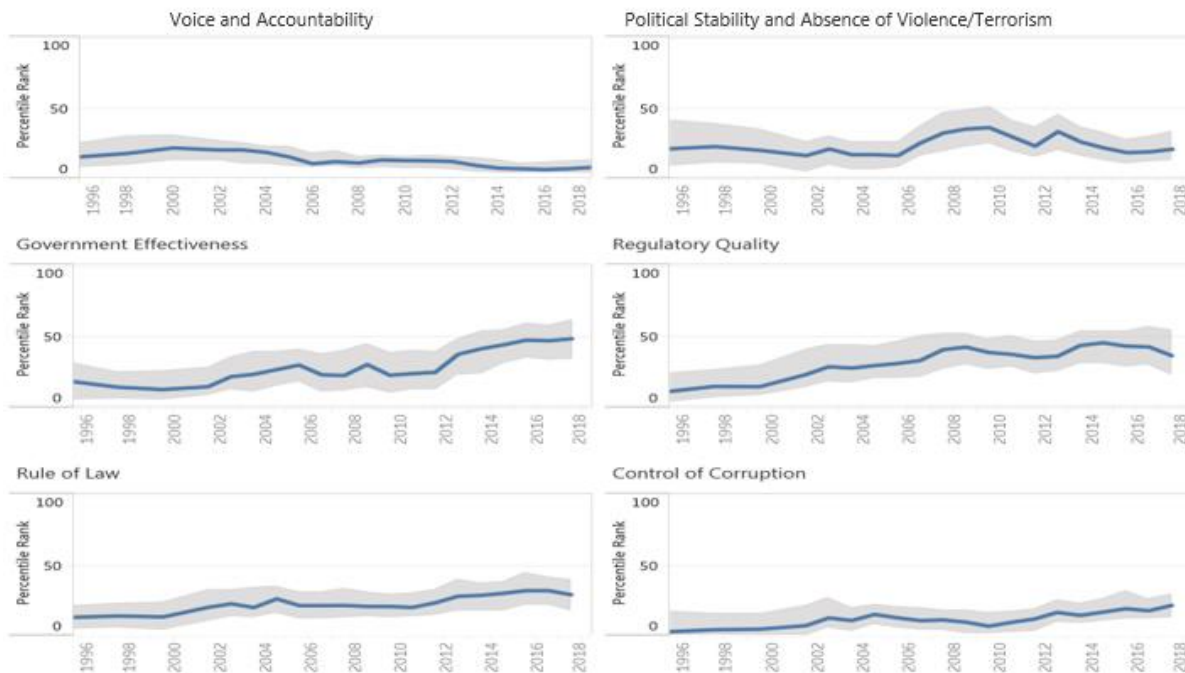 Voice and Accountability
Percentile Rank
100
50
0
1996 1998 2000 2002 2004 2006 2008 2010 2012 2014 2016 2018
Political Stability and Absence of Violence/Terrorism
Percentile Rank
100
50
0
1996 1998 2000 2002 2004 2006 2008 2010 2012 2014 2016 2018
Government Effectiveness
Percentile Rank
100
50
0
1996 1998 2000 2002 2004 2006 2008 2010 2012 2014 2016 2018
Regulatory Quality
Percentile Rank
100
50
0
1996 1998 2000 2002 2004 2006 2008 2010 2012 2014 2016 2018
Rule of Law
Percentile Rank
100
50
0
1996 1998 2000 2002 2004 2006 2008 2010 2012 2014 2016 2018
Control of Corruption
Percentile Rank
100
50
0
1996 1998 2000 2002 2004 2006 2008 2010 2012 2014 2016 2018